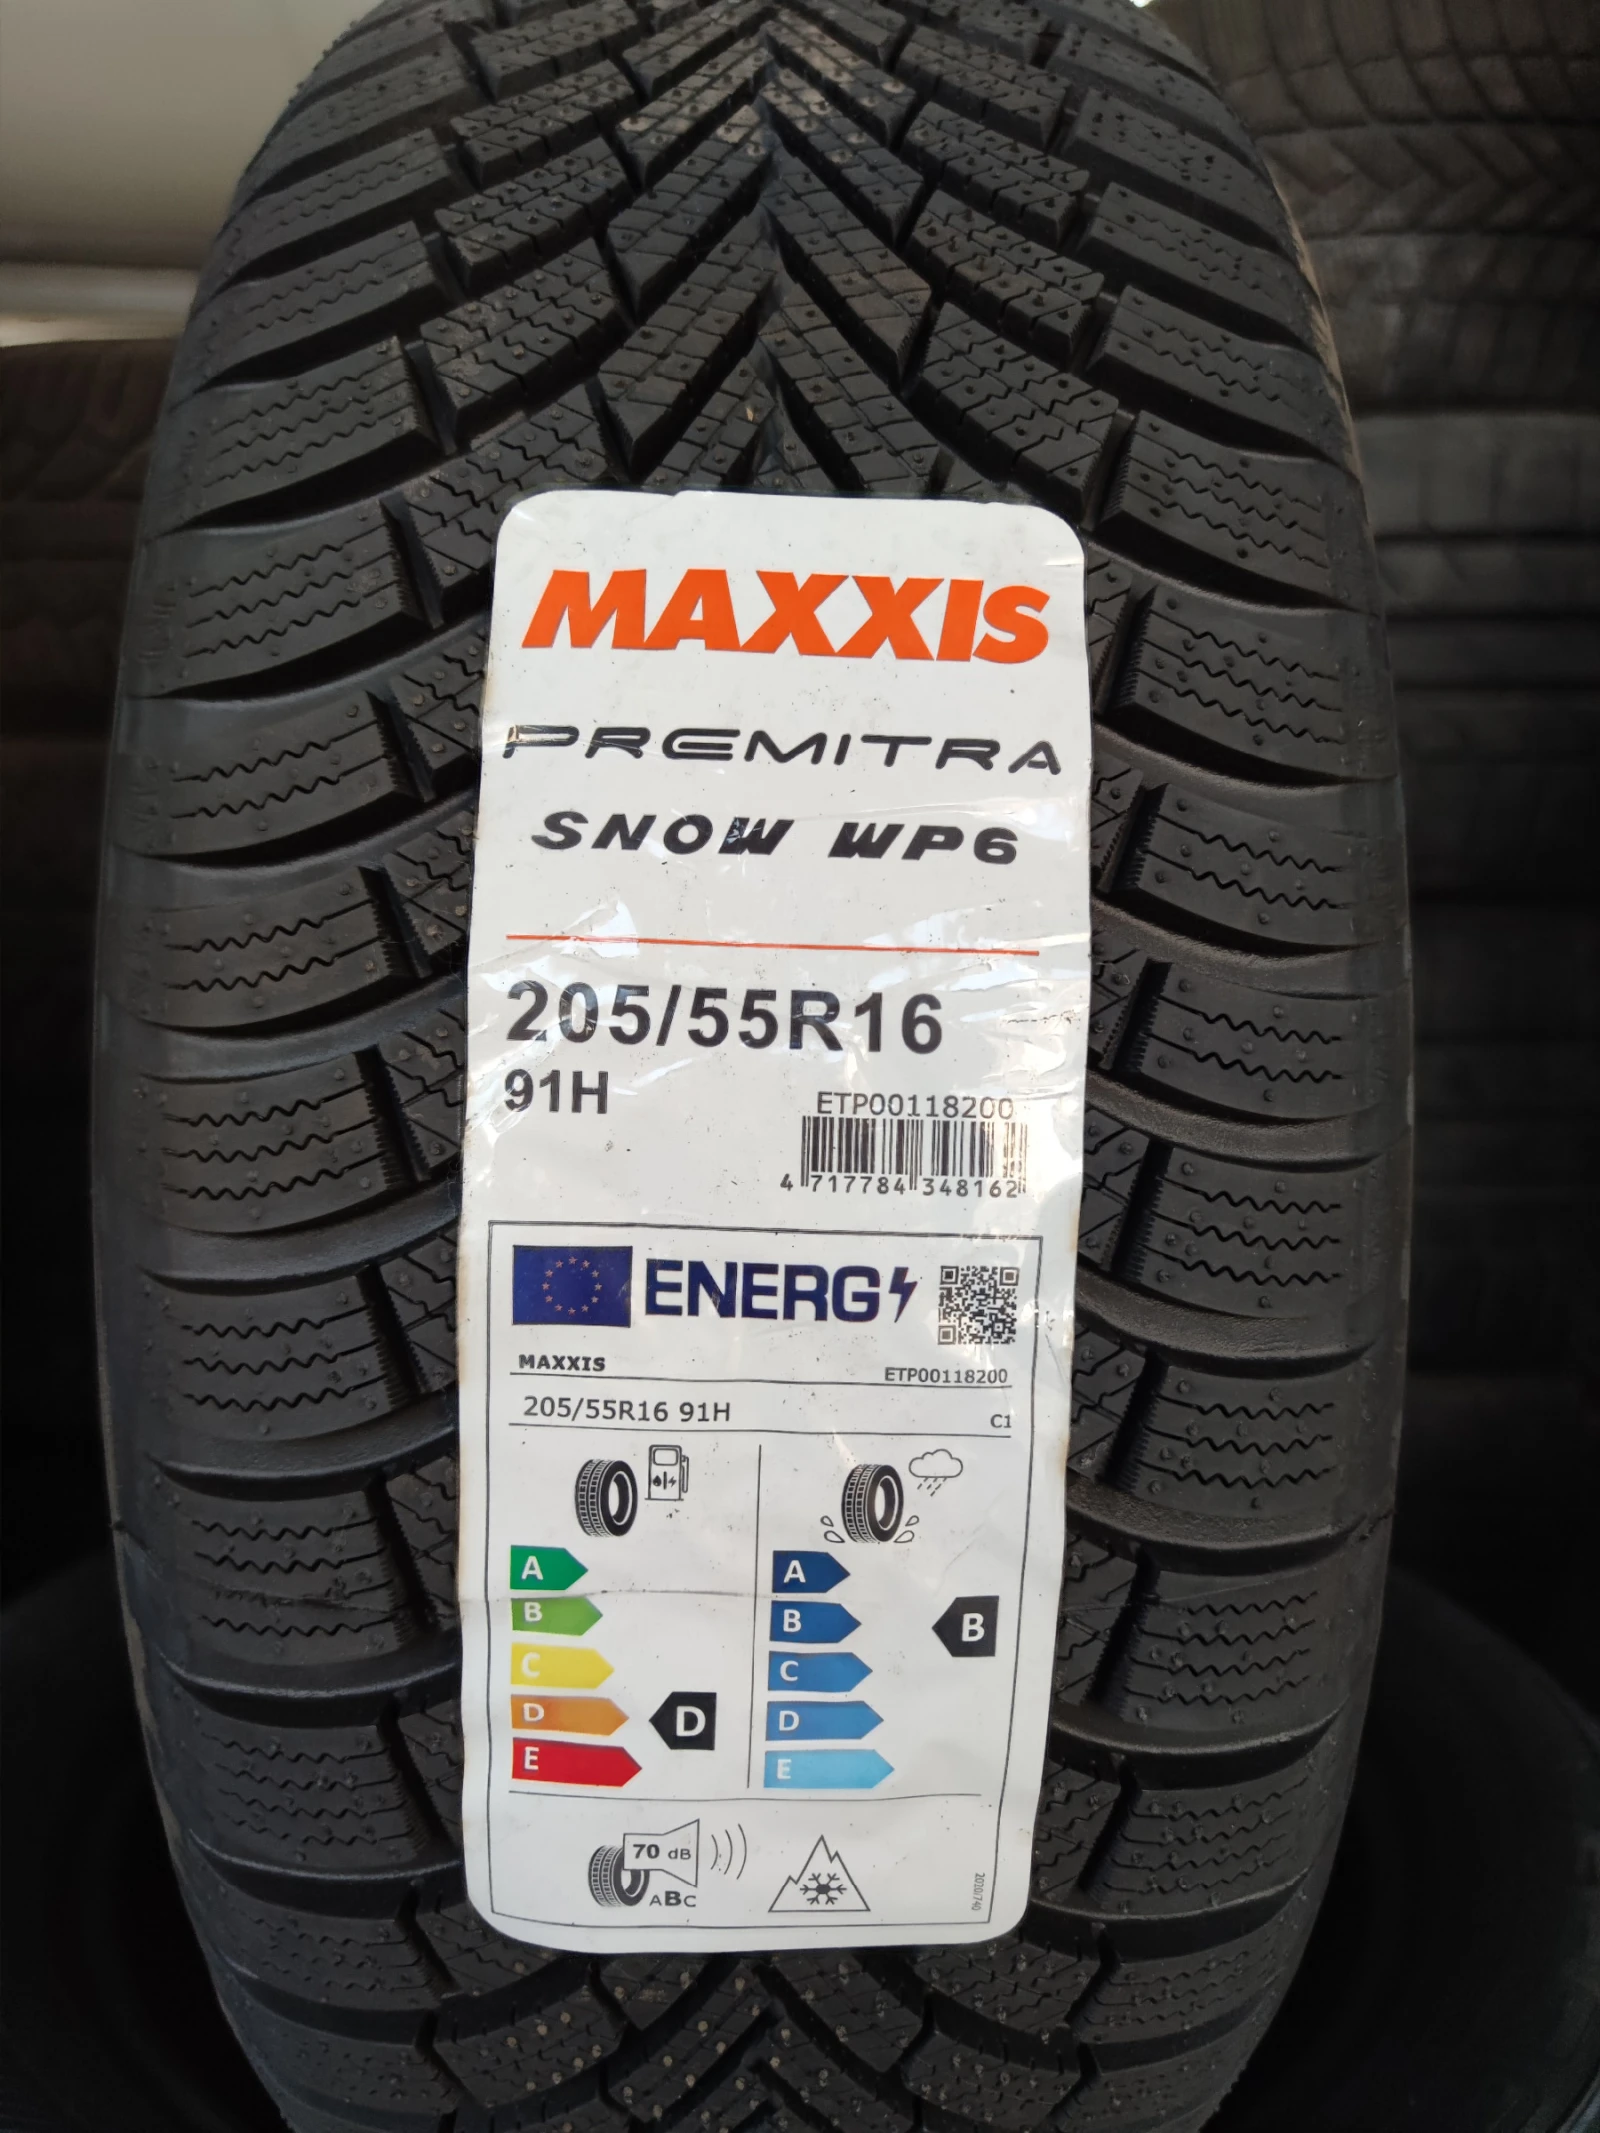 MAXXIS
PREMITRA
SNOW WP6
205/55R16
91H
ETP00118200
4 717784 348162
ENERG
MAXXIS ETP00118200
205/55R16 91H C1
A A
B B B
C C
D D D
E E
70 dB
ABC
2020/740